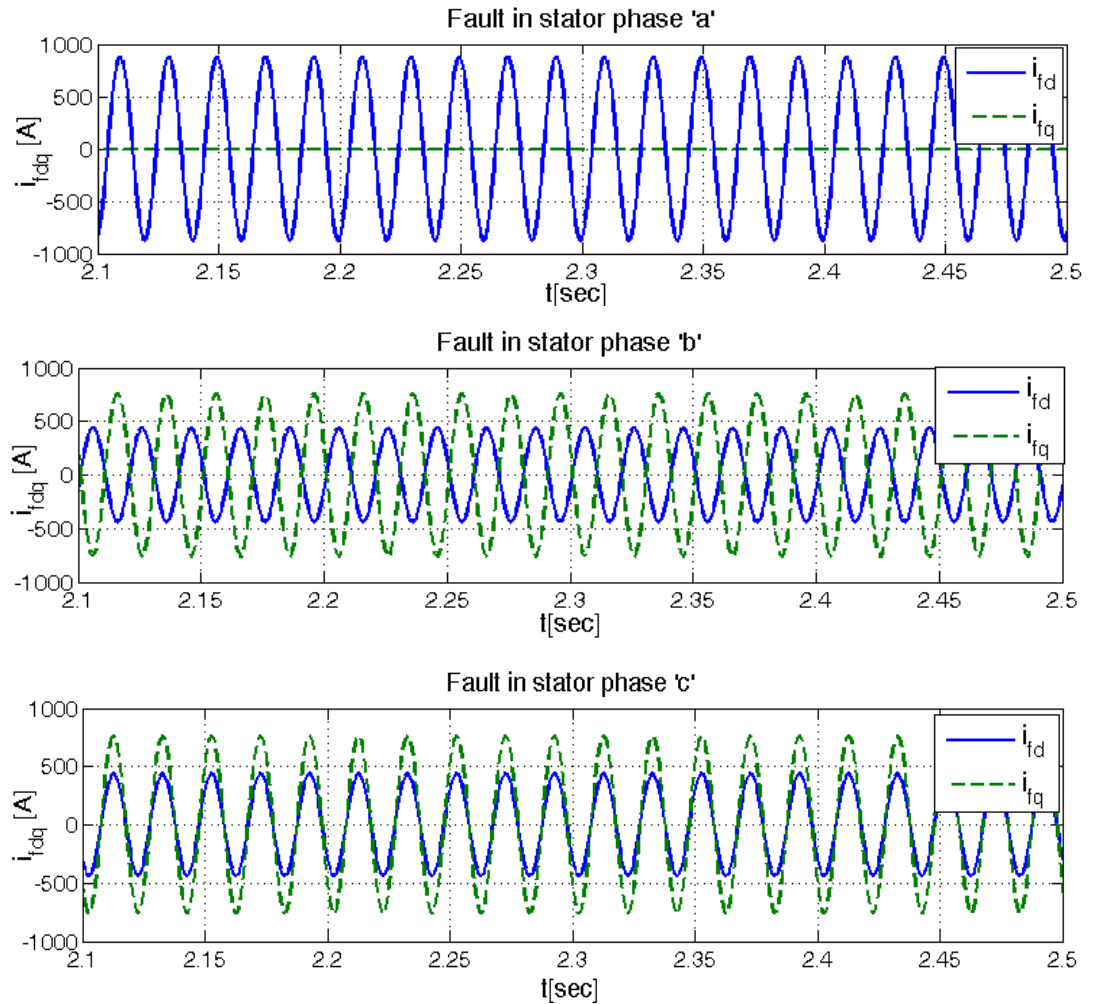 Fault in stator phase 'a'
1000
500
0
-500
-1000
i_fdq [A]
i_fd
i_fq
2.1 2.15 2.2 2.25 2.3 2.35 2.4 2.45 2.5
t[sec]
Fault in stator phase 'b'
1000
500
0
-500
-1000
i_fdq [A]
i_fd
i_fq
2.1 2.15 2.2 2.25 2.3 2.35 2.4 2.45 2.5
t[sec]
Fault in stator phase 'c'
1000
500
0
-500
-1000
i_fdq [A]
i_fd
i_fq
2.1 2.15 2.2 2.25 2.3 2.35 2.4 2.45 2.5
t[sec]